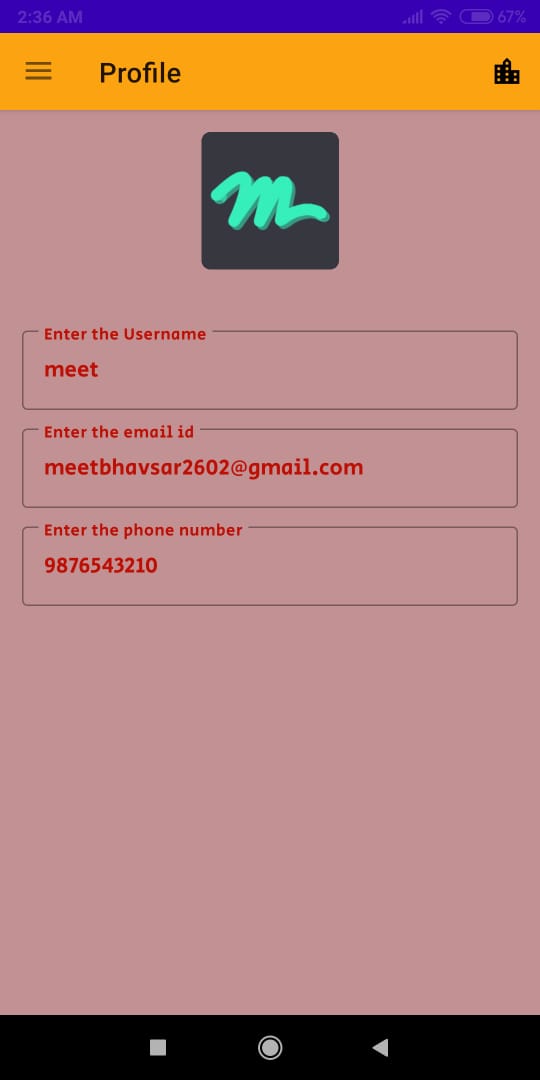 2:36 AM 67%
Profile
m
Enter the Username
meet
Enter the email id
meetbhavsar2602@gmail.com
Enter the phone number
9876543210